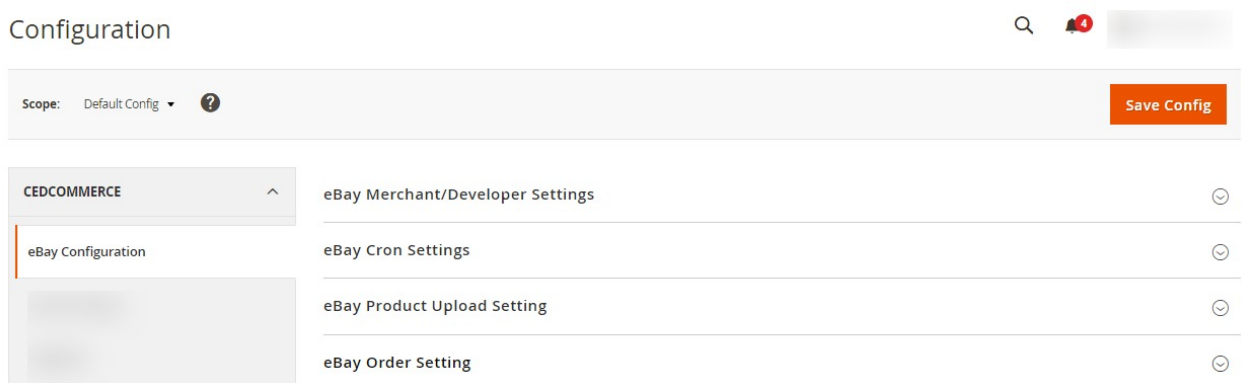 Configuration
4
Scope: Default Config ?
Save Config
CEDCOMMERCE
eBay Configuration
eBay Merchant/Developer Settings
eBay Cron Settings
eBay Product Upload Setting
eBay Order Setting